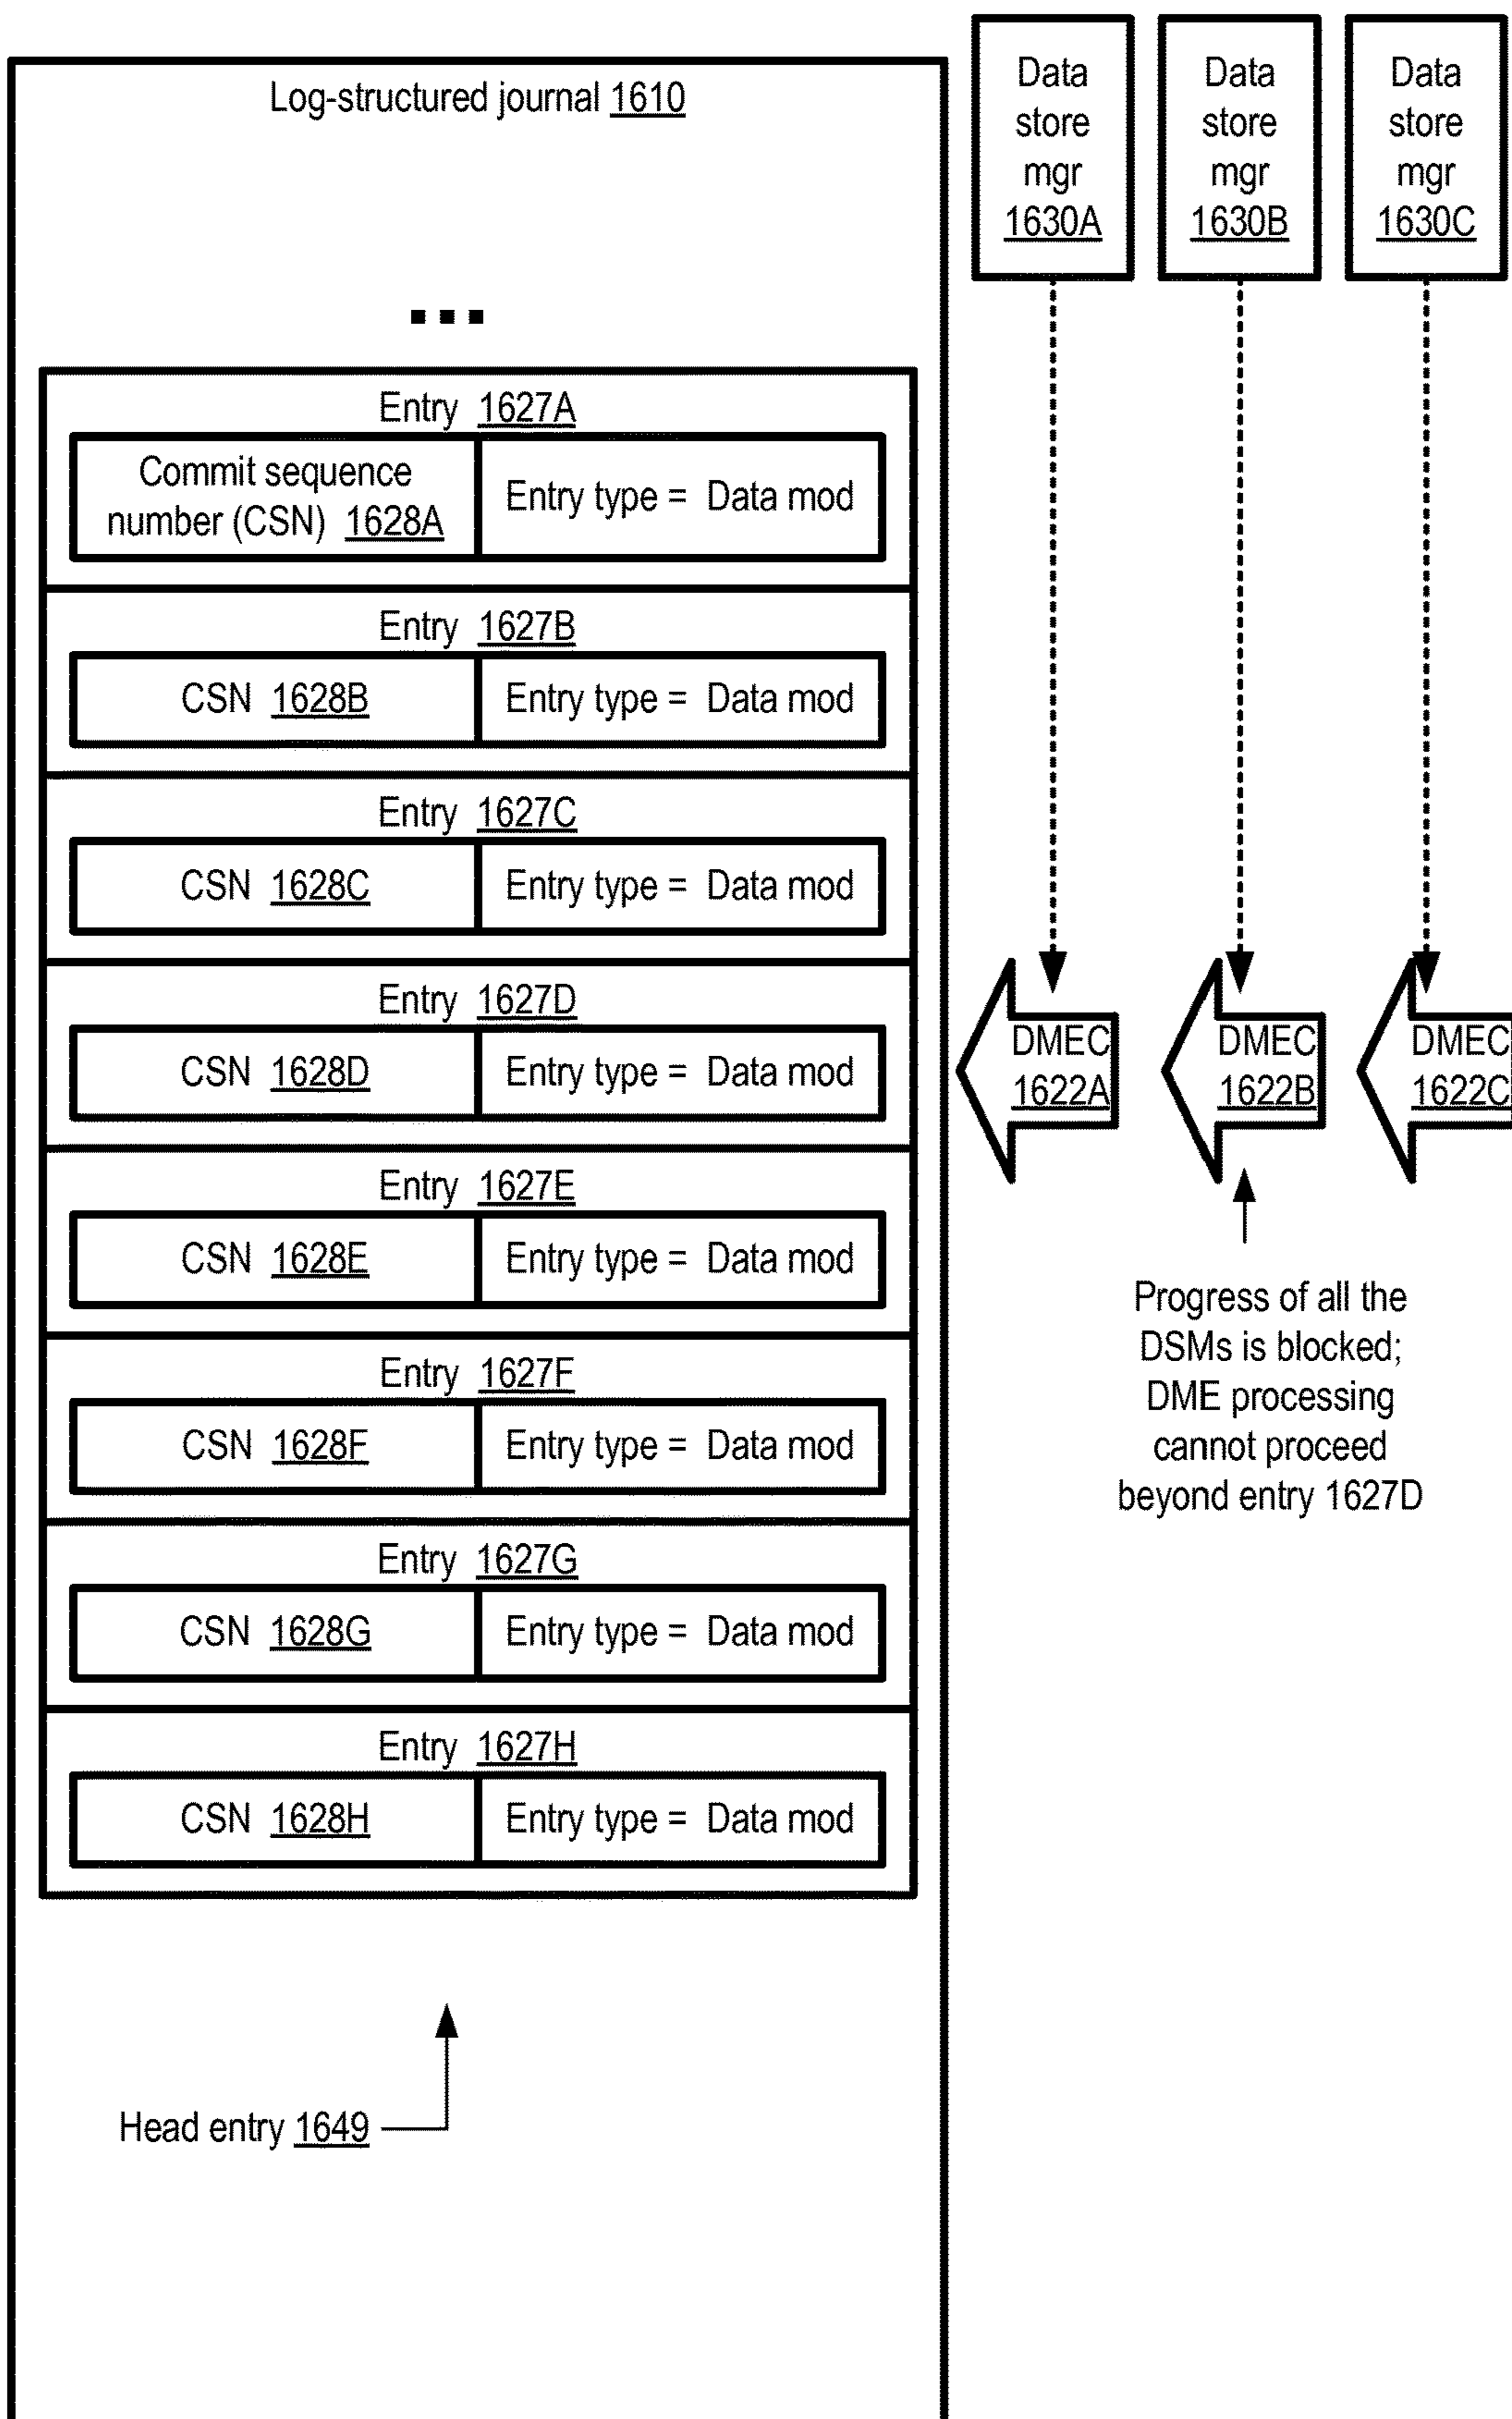 Log-structured journal 1610
Data
store
mgr
1630A
Data
store
mgr
1630B
Data
store
mgr
1630C
Entry 1627A
Commit sequence
number (CSN) 1628A
Entry type = Data mod
Entry 1627B
CSN 1628B
Entry type = Data mod
Entry 1627C
CSN 1628C
Entry type = Data mod
Entry 1627D
CSN 1628D
Entry type = Data mod
DMEC
1622A
DMEC
1622B
DMEC
1622C
Entry 1627E
CSN 1628E
Entry type = Data mod
Progress of all the
DSMs is blocked;
DME processing
cannot proceed
beyond entry 1627D
Entry 1627F
CSN 1628F
Entry type = Data mod
Entry 1627G
CSN 1628G
Entry type = Data mod
Entry 1627H
CSN 1628H
Entry type = Data mod
Head entry 1649